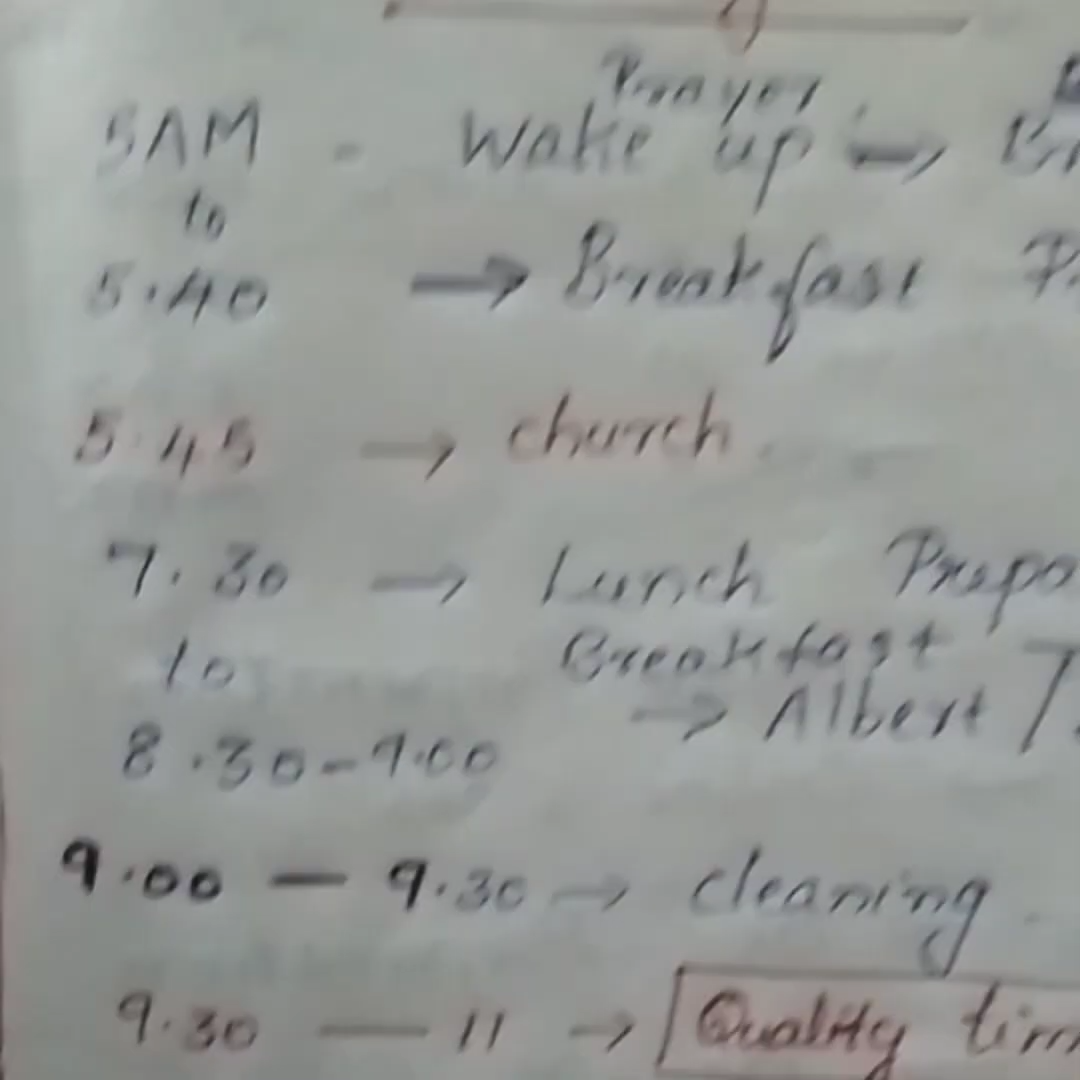 Prayer
5AM - Wake up →
to
5.40 → Breakfast
5.45 → church
7.30 → Lunch Prepa
to Breakfast
→ Albert
8.30-9.00
9.00 — 9.30 → cleaning
9.30 — 11 → Quality tim